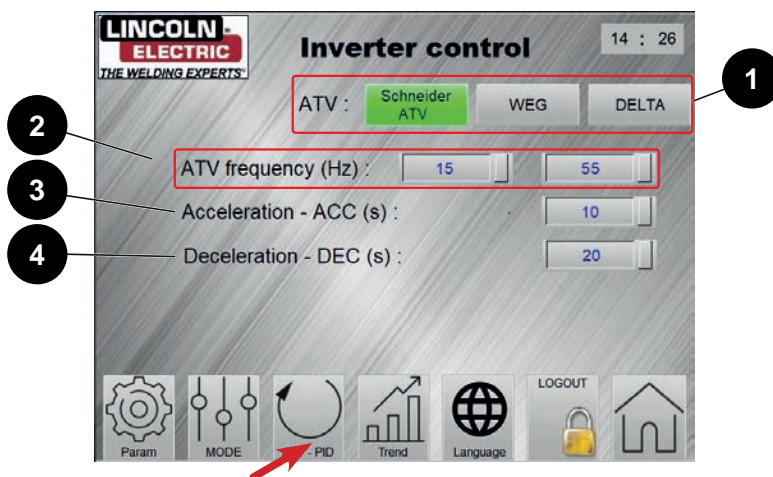 LINCOLN
ELECTRIC
THE WELDING EXPERTS®
Inverter control
14 : 26
1
ATV :
Schneider
ATV
WEG
DELTA
2
ATV frequency (Hz) :
15
55
3
Acceleration - ACC (s) :
10
4
Deceleration - DEC (s) :
20
Param
MODE
- PID
Trend
Language
LOGOUT